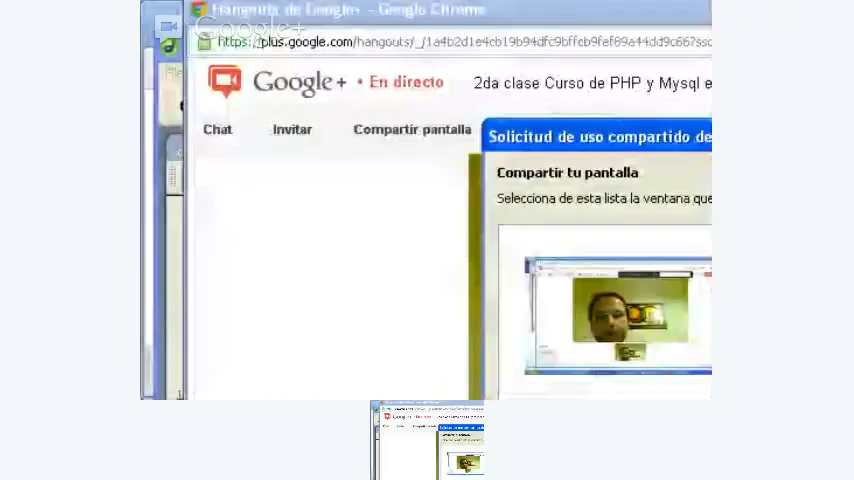 Hangouts de Google+ - Google Chrome
Google+
https://plus.google.com/hangouts/_/
Google+ • En directo
2da clase Curso de PHP y Mysql e
Chat
Invitar
Compartir pantalla
Solicitud de uso compartido de
Compartir tu pantalla
Selecciona de esta lista la ventana que